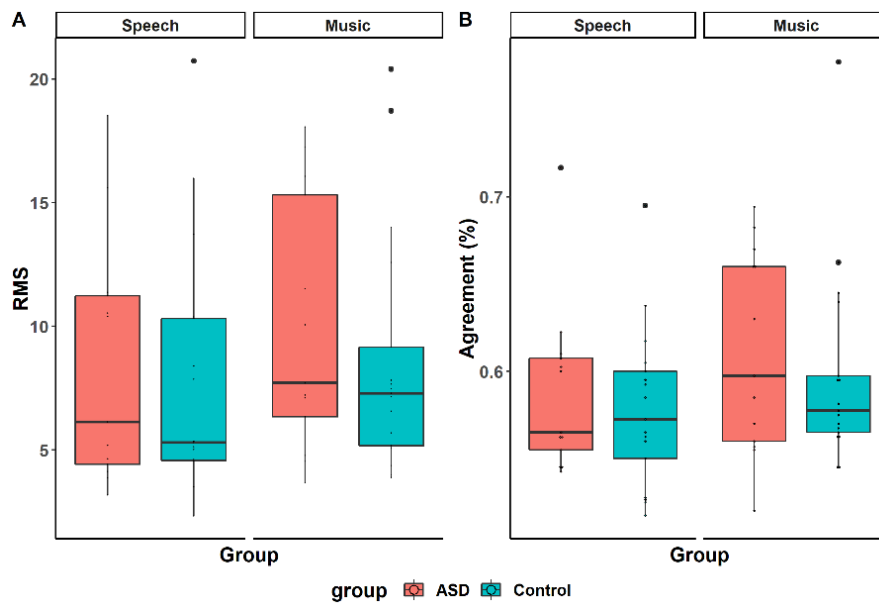 A
Speech
Music
RMS
20
15
10
5
Group
B
Speech
Music
Agreement (%)
0.7
0.6
Group
group ASD Control